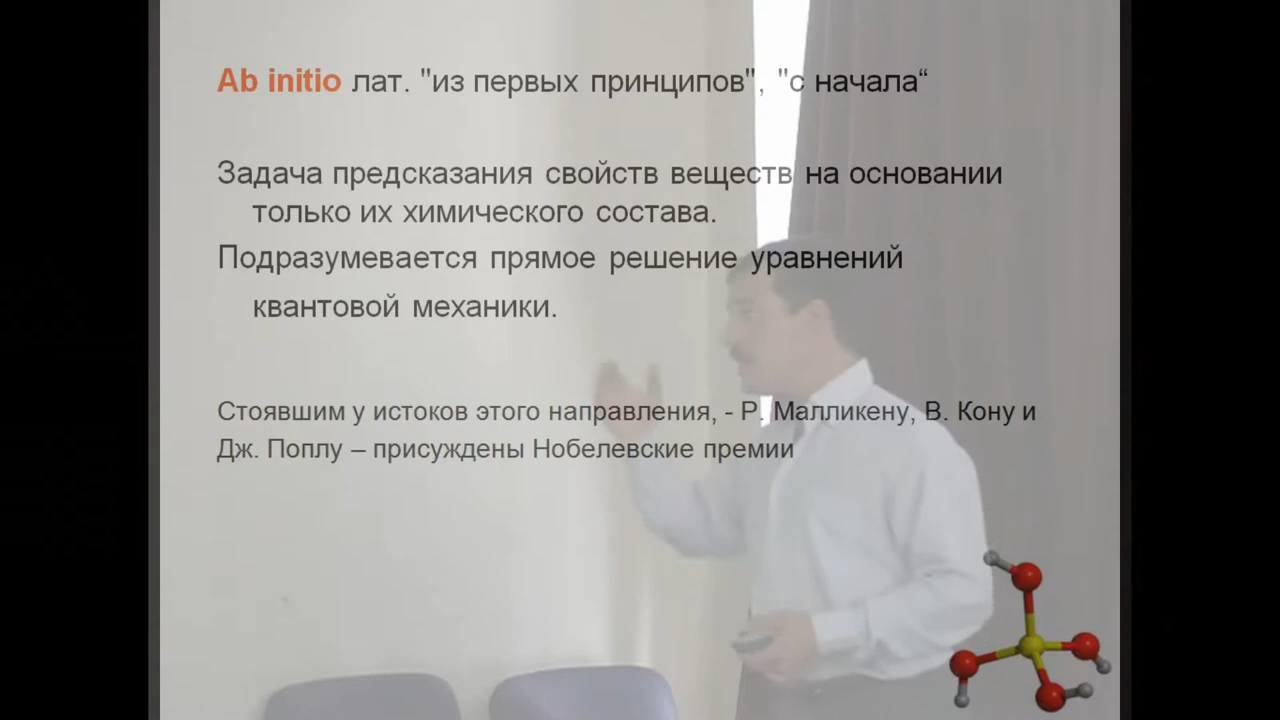 Ab initio лат. "из первых принципов", "с начала“
Задача предсказания свойств веществ на основании
только их химического состава.
Подразумевается прямое решение уравнений
квантовой механики.
Стоявшим у истоков этого направления, - Р. Малликену, В. Кону и
Дж. Поплу – присуждены Нобелевские премии